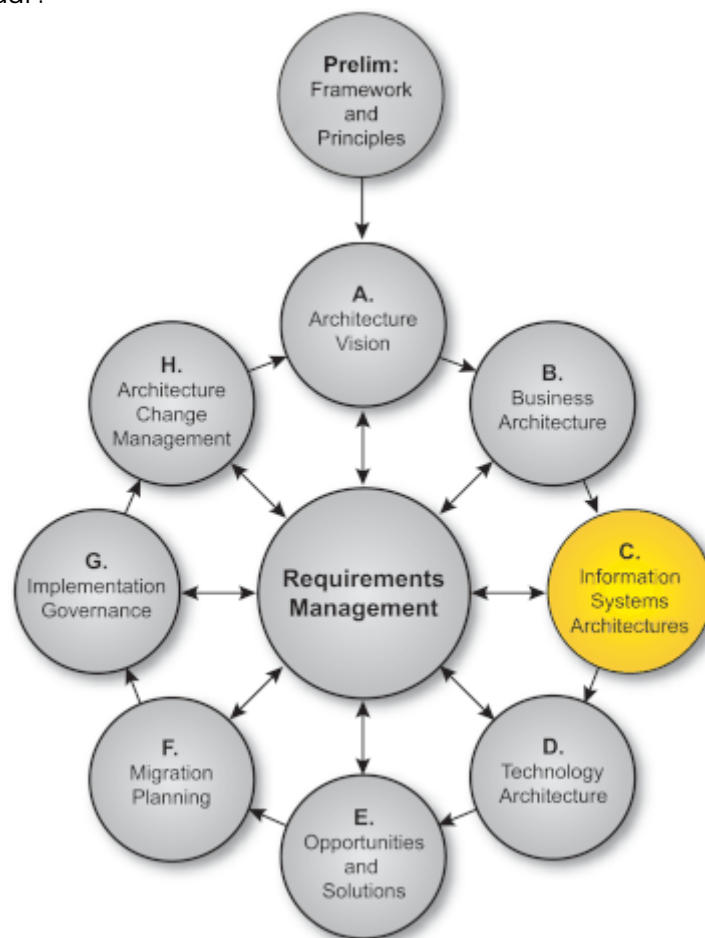 Prelim:
Framework
and
Principles
A.
Architecture
Vision
H.
Architecture
Change
Management
B.
Business
Architecture
G.
Implementation
Governance
Requirements
Management
C.
Information
Systems
Architectures
F.
Migration
Planning
D.
Technology
Architecture
E.
Opportunities
and
Solutions